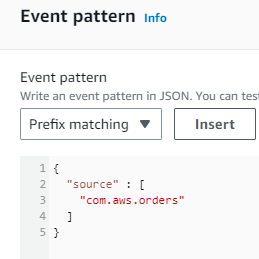 Event pattern Info
Event pattern
Write an event pattern in JSON. You can test
Prefix matching ▼ Insert
1 {
2 "source" : [
3 "com.aws.orders"
4 ]
5 }